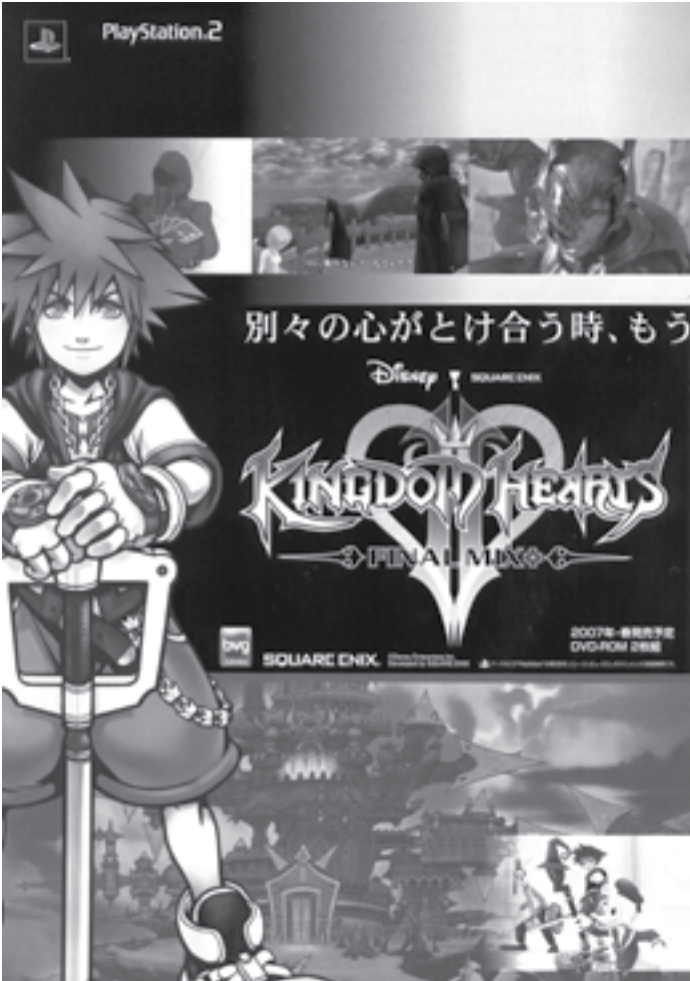 PlayStation®2
別々の心がとけ合う時、もう
Disney SQUARE ENIX
KINGDOM HEARTS
II
FINAL MIX+
bvg
SQUARE ENIX.
2007年・春発売予定
DVD-ROM 2枚組